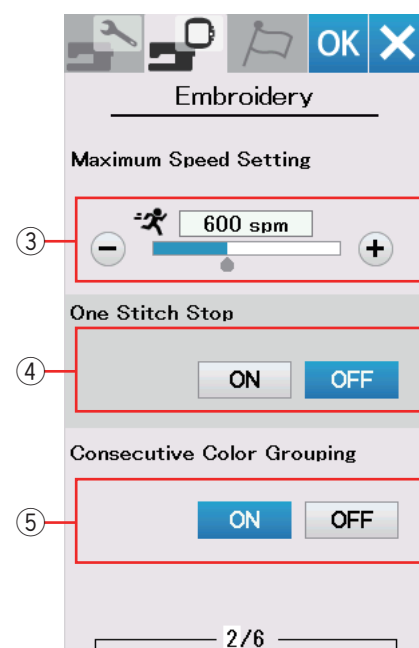 OK
Embroidery
Maximum Speed Setting
③
600 spm
− +
One Stitch Stop
④
ON OFF
Consecutive Color Grouping
⑤
ON OFF
2/6